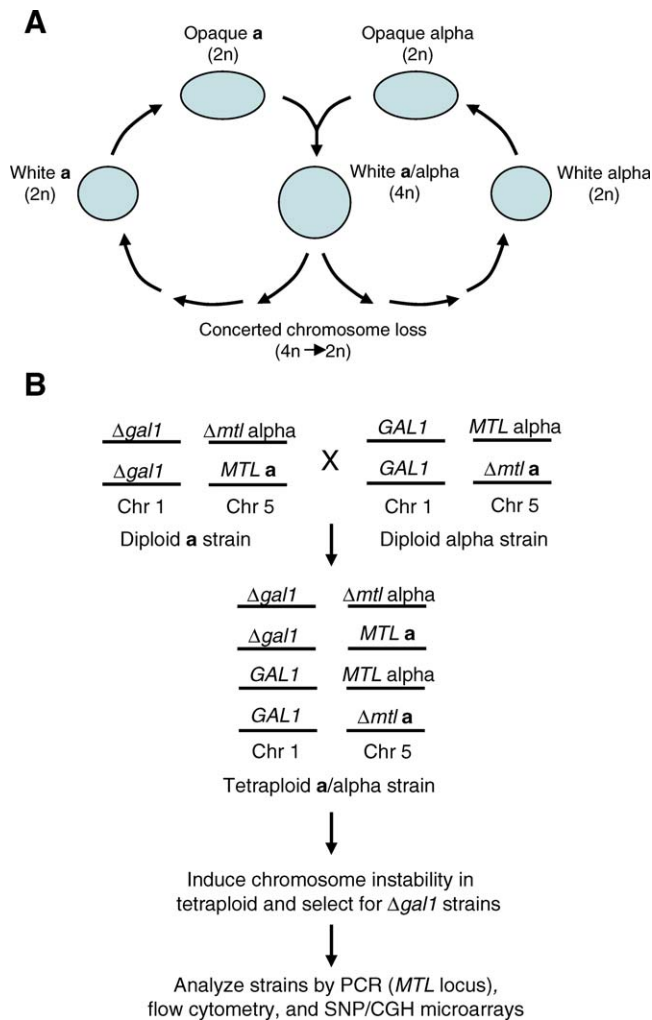 A
Opaque a
(2n)
Opaque alpha
(2n)
White a
(2n)
White a/alpha
(4n)
White alpha
(2n)
Concerted chromosome loss
(4n → 2n)
B
Δgal1 Δmtl alpha
Δgal1 MTL a
Chr 1 Chr 5
Diploid a strain
X
GAL1 MTL alpha
GAL1 Δmtl a
Chr 1 Chr 5
Diploid alpha strain
Δgal1 Δmtl alpha
Δgal1 MTL a
GAL1 MTL alpha
GAL1 Δmtl a
Chr 1 Chr 5
Tetraploid a/alpha strain
Induce chromosome instability in
tetraploid and select for Δgal1 strains
Analyze strains by PCR (MTL locus),
flow cytometry, and SNP/CGH microarrays